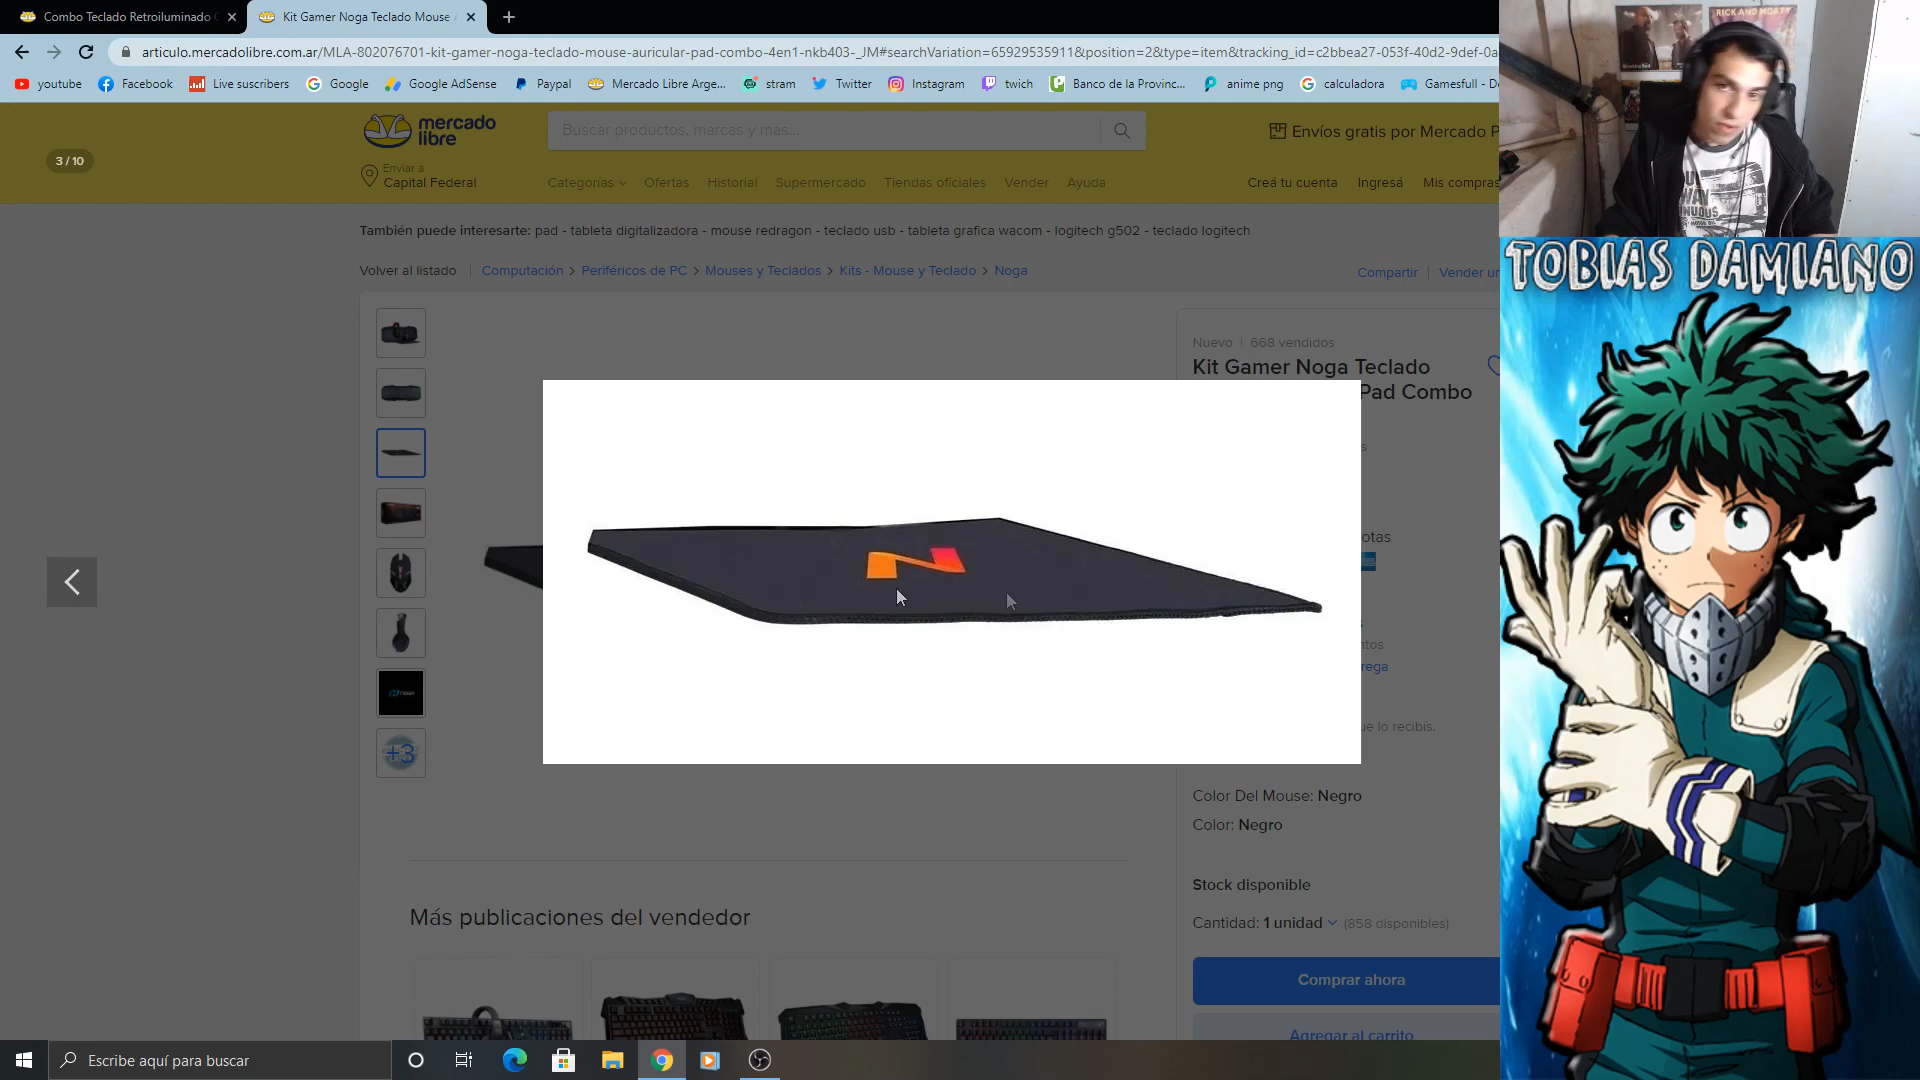 Combo Teclado Retroiluminado
Kit Gamer Noga Teclado Mouse
articulo.mercadolibre.com.ar/MLA-802076701-kit-gamer-noga-teclado-mouse-auricular-pad-combo-4en1-nkb403-_JM#searchVariation=65929535911&position=2&type=item&tracking_id=c2bbea27-053f-40d2-9def-0a
youtube
Facebook
Live suscribers
Google
Google AdSense
Paypal
Mercado Libre Arge...
stram
Twitter
Instagram
twich
Banco de la Provinc...
anime png
calculadora
Gamesfull - D
RICK AND MORTY
3 / 10
mercado
libre
Buscar productos, marcas y más...
Envíos gratis por Mercado P
Enviar a
Capital Federal
Categorías
Ofertas
Historial
Supermercado
Tiendas oficiales
Vender
Ayuda
Creá tu cuenta
Ingresá
Mis compras
También puede interesarte: pad - tableta digitalizadora - mouse redragon - teclado usb - tableta grafica wacom - logitech g502 - teclado logitech
Volver al listado
Computación > Periféricos de PC > Mouses y Teclados > Kits - Mouse y Teclado > Noga
Compartir
Vender un
TOBIAS DAMIANO
Nuevo | 668 vendidos
Kit Gamer Noga Teclado
Pad Combo
otas
ntos
rega
ue lo recibís.
+3
Color Del Mouse: Negro
Color: Negro
Stock disponible
Cantidad: 1 unidad (858 disponibles)
Más publicaciones del vendedor
Comprar ahora
Agregar al carrito
Escribe aquí para buscar